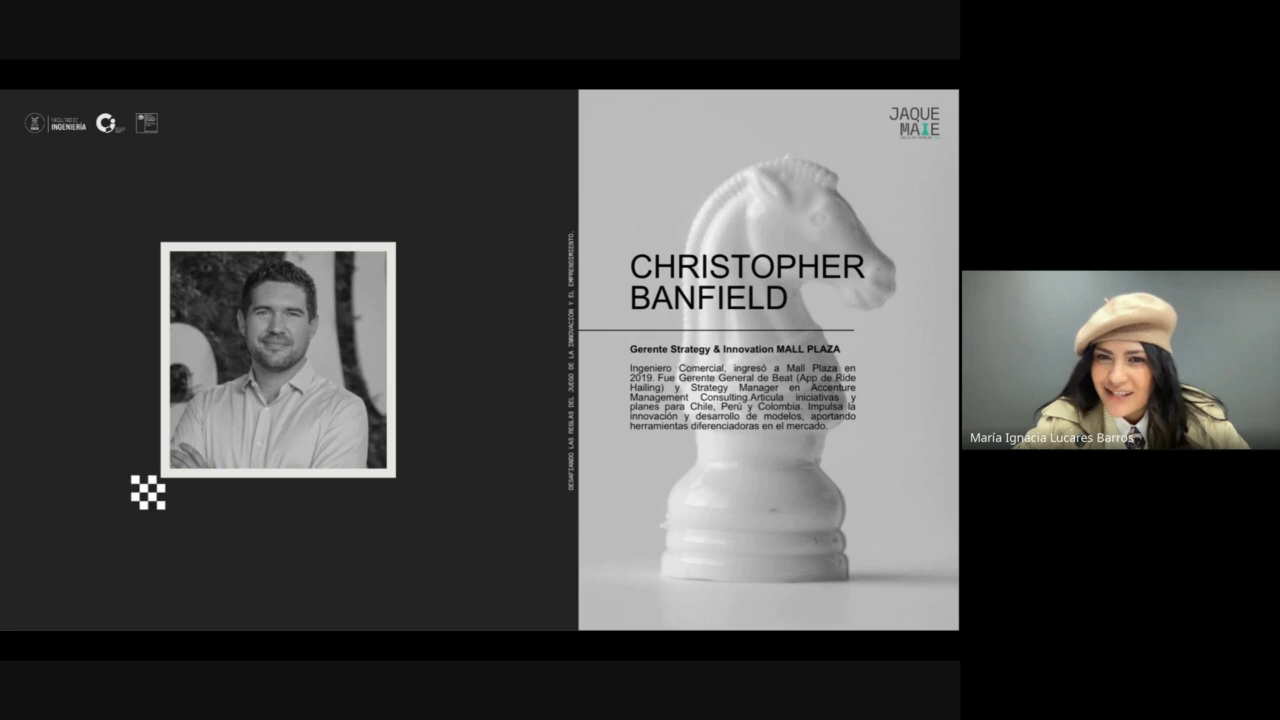 FACULTAD DE
INGENIERÍA
JAQUE
MATE
DESAFIANDO LAS REGLAS DEL JUEGO DE LA INNOVACIÓN Y EL EMPRENDIMIENTO.
CHRISTOPHER
BANFIELD
Gerente Strategy & Innovation MALL PLAZA
Ingeniero Comercial, ingresó a Mall Plaza en
2019. Fue Gerente General de Beat (App de Ride
Hailing) y Strategy Manager en Accenture
Management Consulting.Articula iniciativas y
planes para Chile, Perú y Colombia. Impulsa la
innovación y desarrollo de modelos, aportando
herramientas diferenciadoras en el mercado.
María Ignacia Lucares Barros